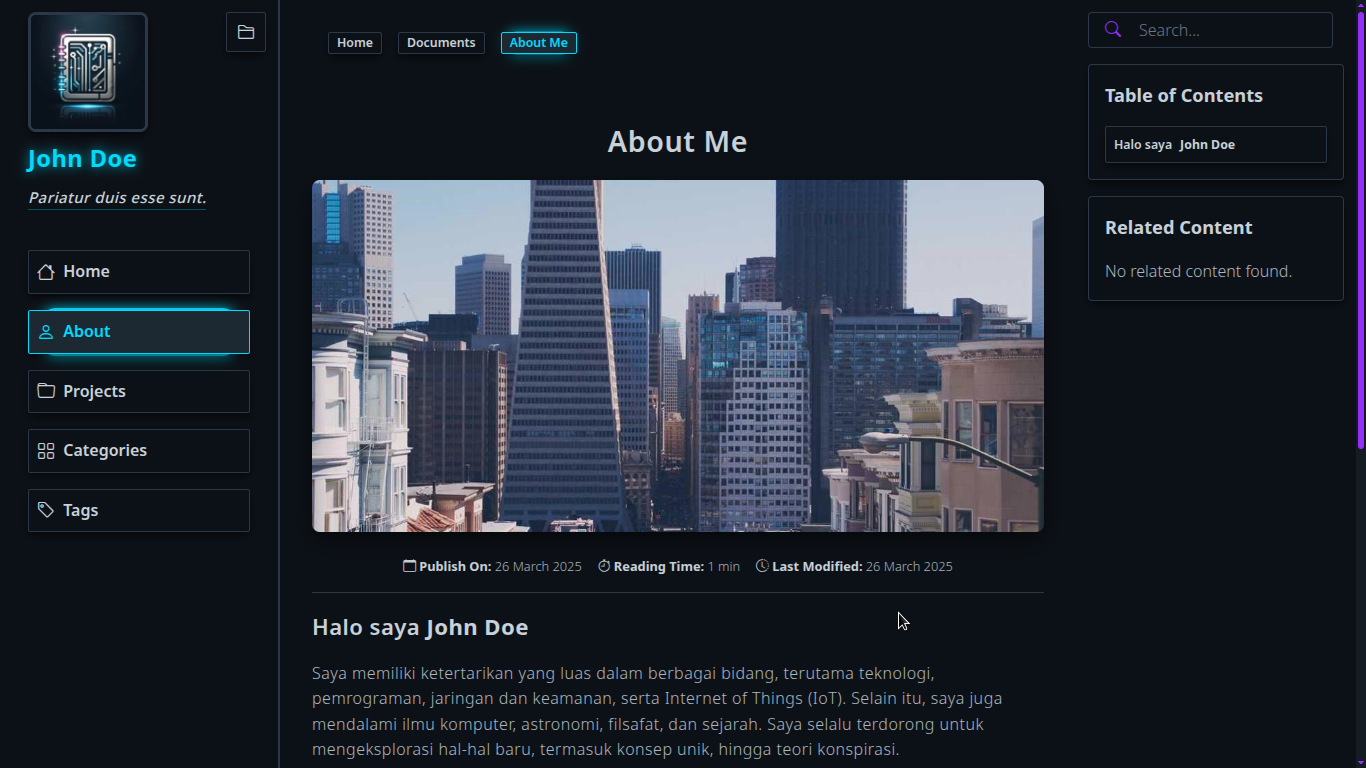 John Doe
Pariatur duis esse sunt.
Home
About
Projects
Categories
Tags
Home
Documents
About Me
About Me
Publish On: 26 March 2025
Reading Time: 1 min
Last Modified: 26 March 2025
Halo saya John Doe
Saya memiliki ketertarikan yang luas dalam berbagai bidang, terutama teknologi,
pemrograman, jaringan dan keamanan, serta Internet of Things (IoT). Selain itu, saya juga
mendalami ilmu komputer, astronomi, filsafat, dan sejarah. Saya selalu terdorong untuk
mengeksplorasi hal-hal baru, termasuk konsep unik, hingga teori konspirasi.
Search...
Table of Contents
Halo saya John Doe
Related Content
No related content found.